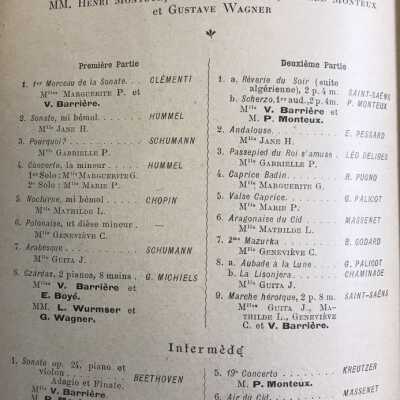 MM. HENRI MONTEUX
et GUSTAVE WAGNER
Première Partie
1. 1er Morceau de la Sonate. . CLÉMENTI
Mlles MARGUERITE P. et
V. Barrière.
2. Sonate, mi bémol. . HUMMEL
Mlle JANE H.
3. Pourquoi? . . SCHUMANN
Mlle GABRIELLE P.
4. Concerto, la mineur . HUMMEL
1er Solo : Mlle MARGUERITE G.
2e Solo : Mlle MARIE P.
5. Nocturne, mi bémol . CHOPIN
Mlle MATHILDE L.
6. Polonaise, ut dièse mineur. —
Mlle GENEVIÈVE C.
7. Arabesque . . SCHUMANN
Mlle GUITA J.
8. Czardas, 2 pianos, 8 mains . G. MICHIELS
Mlles V. Barrière et
E. Boyé.
MM. L. Wurmser et
G. Wagner.
Deuxième Partie
1. a. Rêverie du Soir (suite
algérienne), 2 p. 4 m. SAINT-SAËNS
b. Scherzo, 1re aud., 2 p. 4m. P. MONTEUX
Mlle V. Barrière et
M. P. Monteux.
2. Andalouse . . E. PESSARD
Mlle JANE H.
3. Passepied du Roi s'amuse. LÉO DELIBES
Mlle GABRIELLE P.
4. Caprice Badin . . R. PUGNO
Mlle MARGUERITE G.
5. Valse Caprice. . G. PALICOT
Mlle MARIE P.
6. Aragonaise du Cid . MASSENET
Mlle MATHILDE L.
7. 2me Mazurka . . B. GODARD
Mlle GENEVIÈVE C.
8. a. Aubade à la Lune . . G. PALICOT
b. La Lisonjera. . CHAMINADE
Mlle GUITA J.
9. Marche héroïque, 2 p. 8 m. SAINT-SAËNS
Mlles GUITA J., MA-
THILDE L., GENEVIÈVE
C. et V. Barrière.
Intermède
1. Sonate op. 24, piano et
violon . . BEETHOVEN
Adagio et Finale.
Mlle V. Barrière
M. P. Monteux.
5. 19e Concerto . KREUTZER
M. P. Monteux.
6. Air du Cid . MASSENET